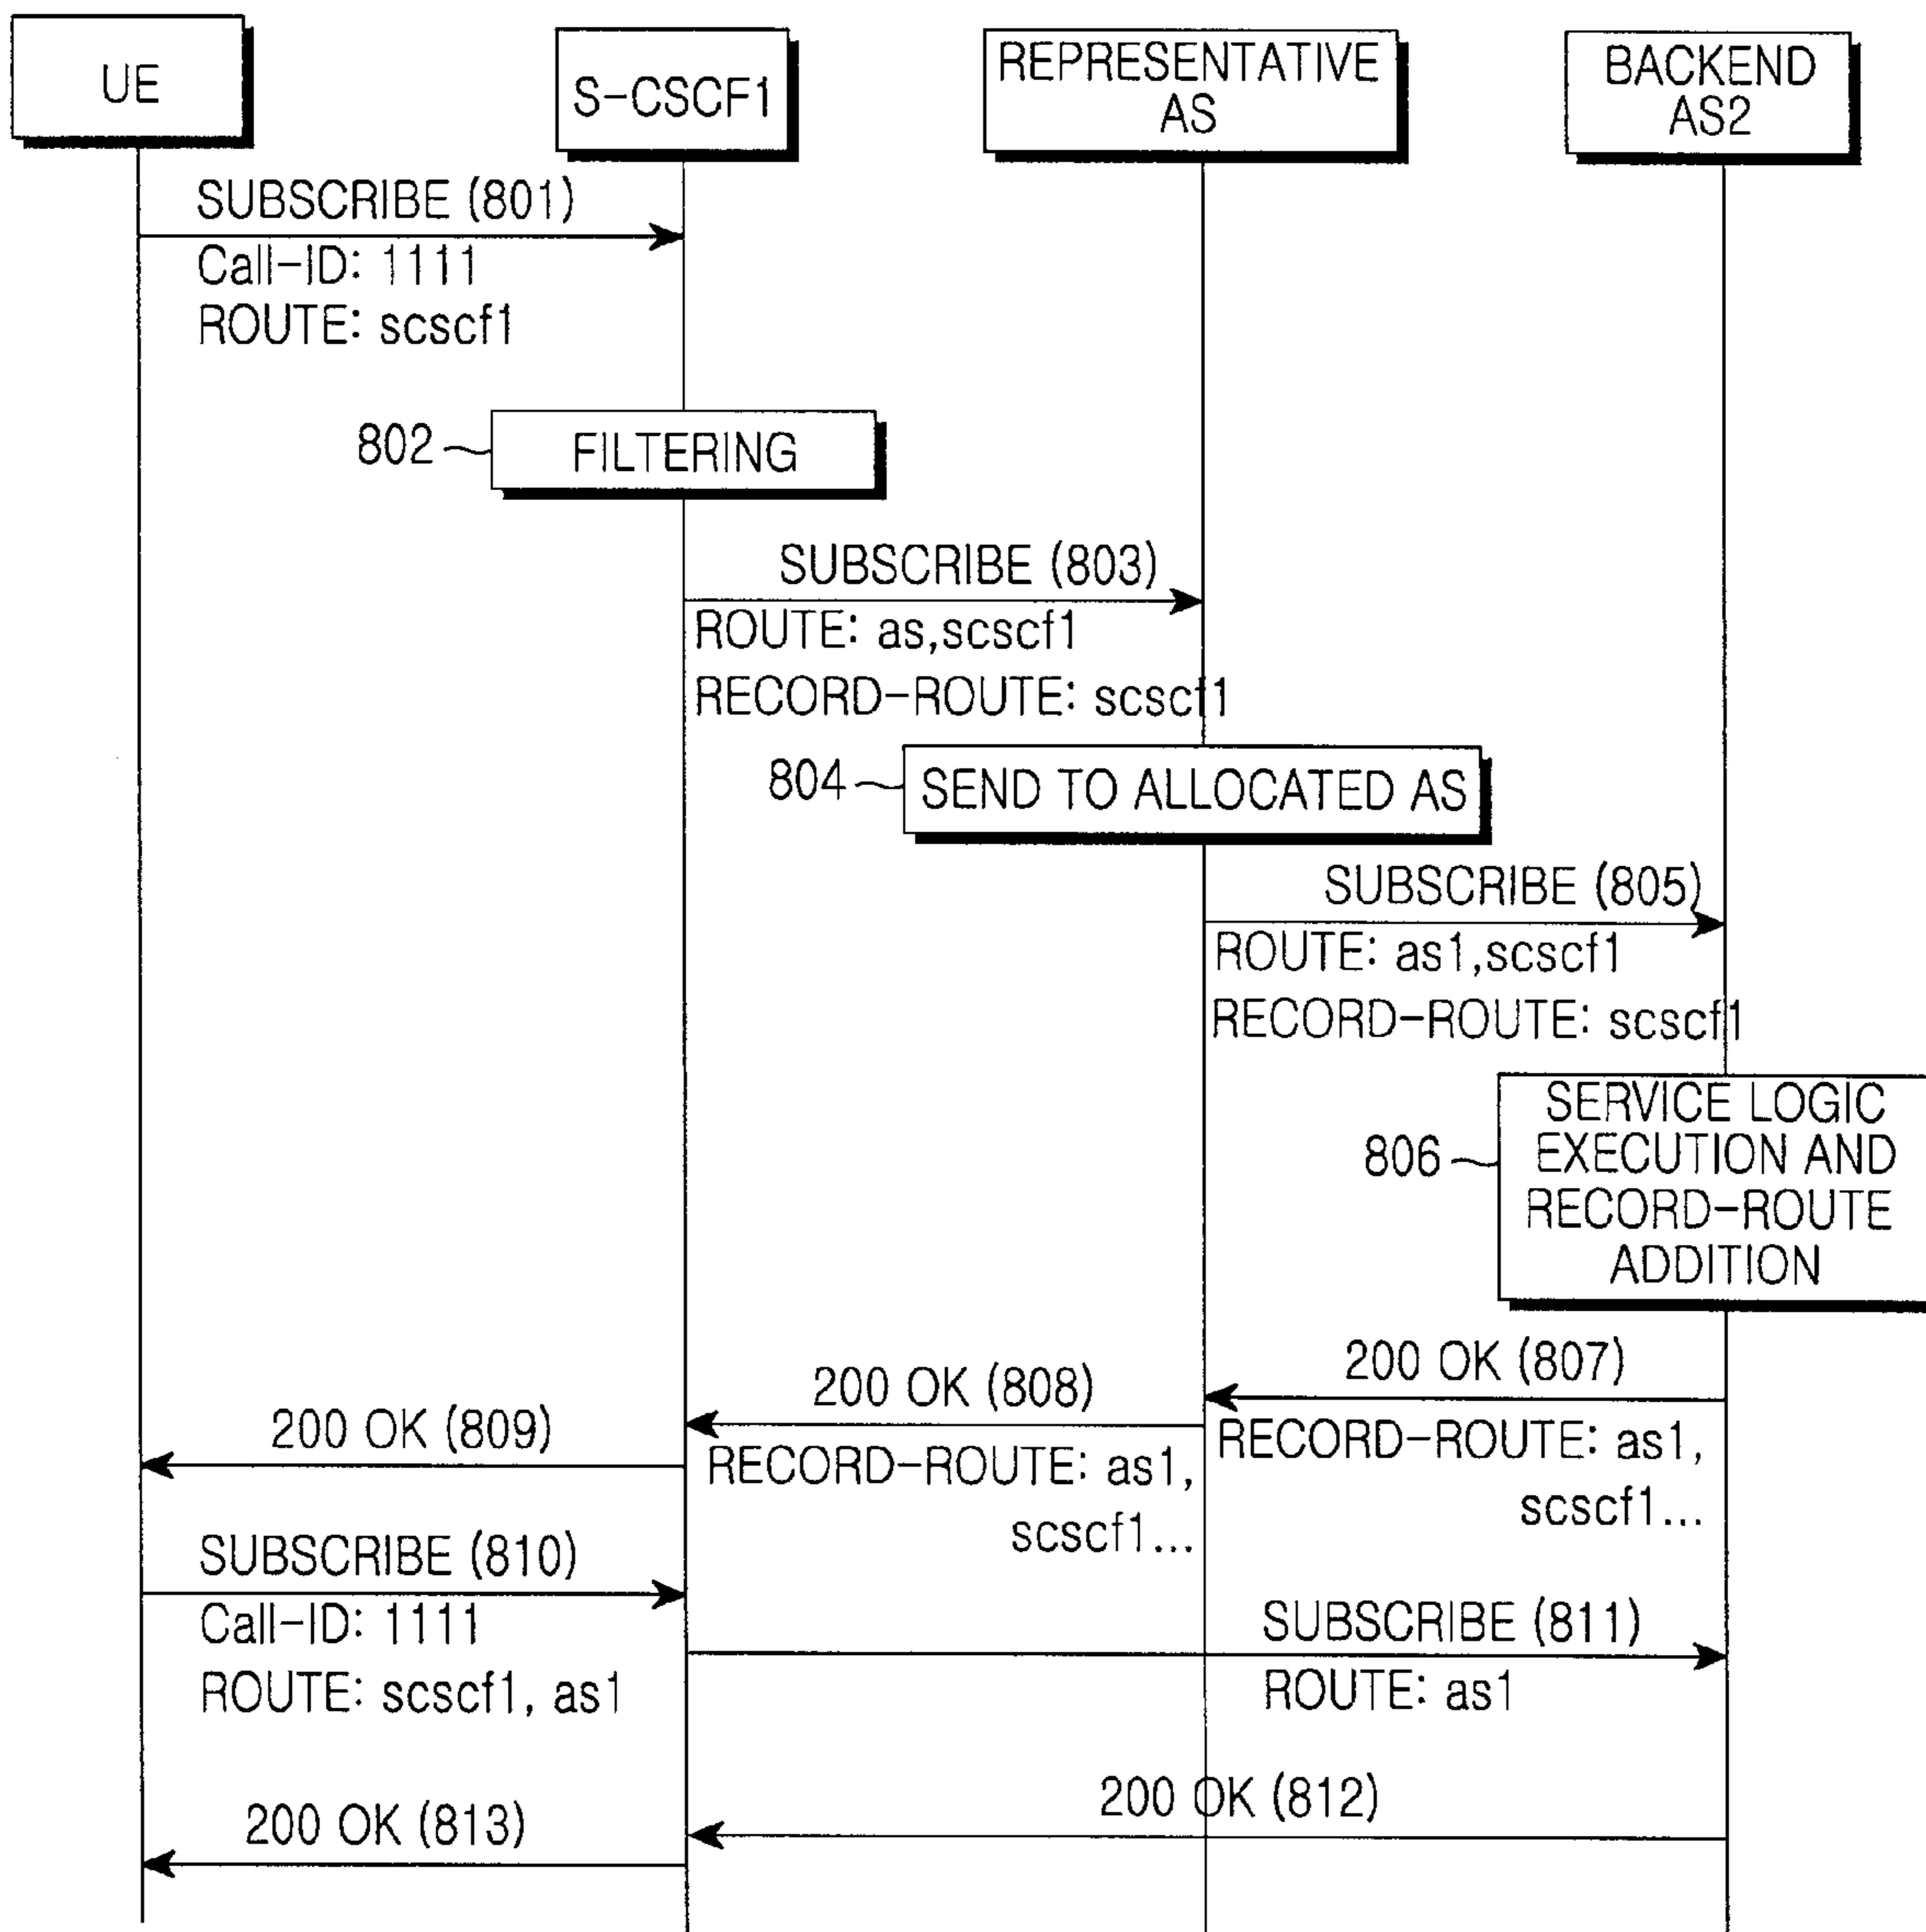 UE
S-CSCF1
REPRESENTATIVE
AS
BACKEND
AS2
SUBSCRIBE (801)
Call-ID: 1111
ROUTE: scscf1
802
FILTERING
SUBSCRIBE (803)
ROUTE: as,scscf1
RECORD-ROUTE: scscf1
804
SEND TO ALLOCATED AS
SUBSCRIBE (805)
ROUTE: as1,scscf1
RECORD-ROUTE: scscf1
806
SERVICE LOGIC
EXECUTION AND
RECORD-ROUTE
ADDITION
200 OK (807)
RECORD-ROUTE: as1,
scscf1...
200 OK (808)
RECORD-ROUTE: as1,
scscf1...
200 OK (809)
SUBSCRIBE (810)
Call-ID: 1111
ROUTE: scscf1, as1
SUBSCRIBE (811)
ROUTE: as1
200 OK (812)
200 OK (813)